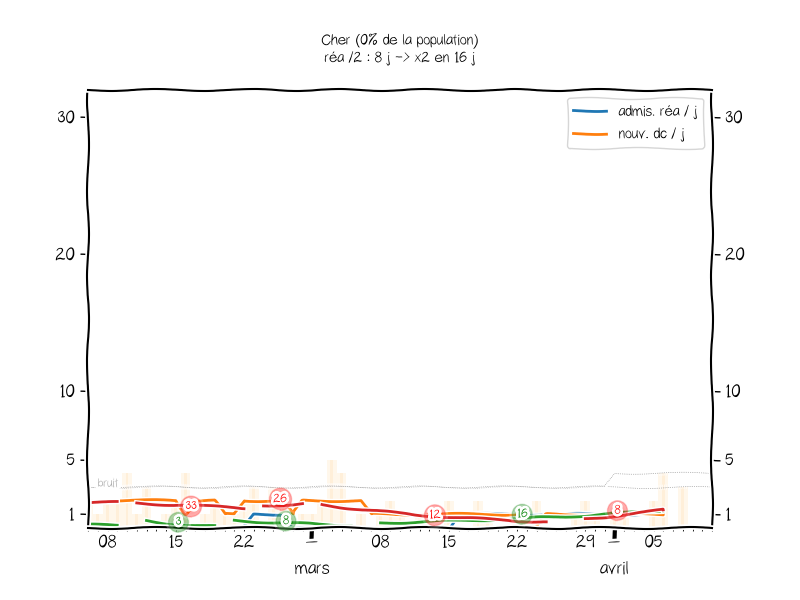 Cher (0% de la population)
réa /2 : 8 j -> x2 en 16 j
admis. réa / j
nouv. dc / j
30 30
20 20
10 10
5 5
1 1
bruit
33 26 12 8
3 8 16
08 15 22 1 08 15 22 29 1 05
mars avril